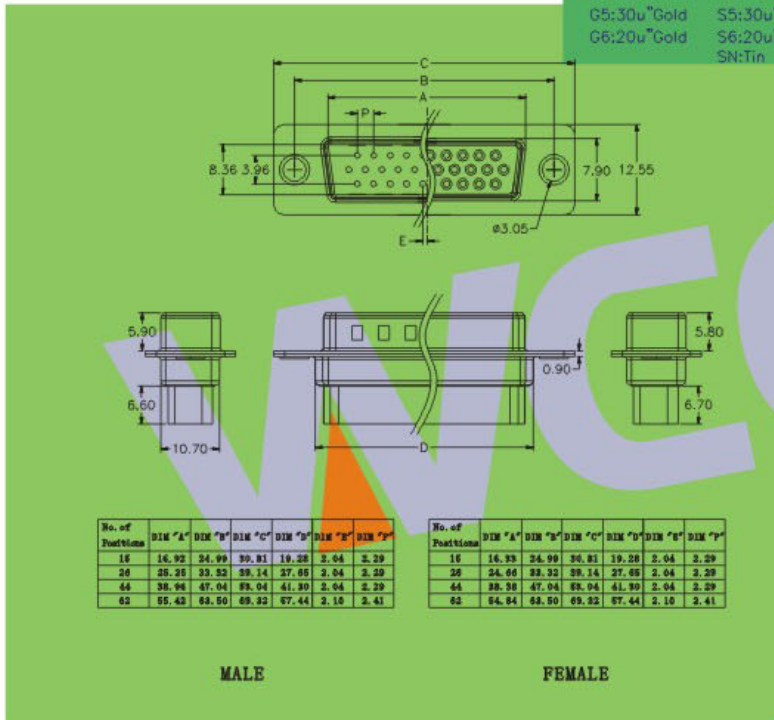 G5:30u"Gold S5:30u"
G6:20u"Gold S6:20u"
SN:Tin
C
B
A
P
8.36 3.96 7.90 12.55
ø3.05
E
5.90 5.80
0.90
6.60 6.70
10.70 D
No. of Positions DIM "A" DIM "B" DIM "C" DIM "D" DIM "E" DIM "P"
15 16.92 24.99 30.81 19.28 2.04 2.29
26 25.25 33.32 39.14 27.65 2.04 2.29
44 38.96 47.04 53.04 41.30 2.04 2.29
62 55.42 63.50 69.32 57.44 2.10 2.41
No. of Positions DIM "A" DIM "B" DIM "C" DIM "D" DIM "E" DIM "P"
15 16.33 24.99 30.81 19.28 2.04 2.29
26 24.66 33.32 39.14 27.65 2.04 2.29
44 38.38 47.04 53.04 41.30 2.04 2.29
62 54.84 63.50 69.32 57.44 2.10 2.41
MALE FEMALE